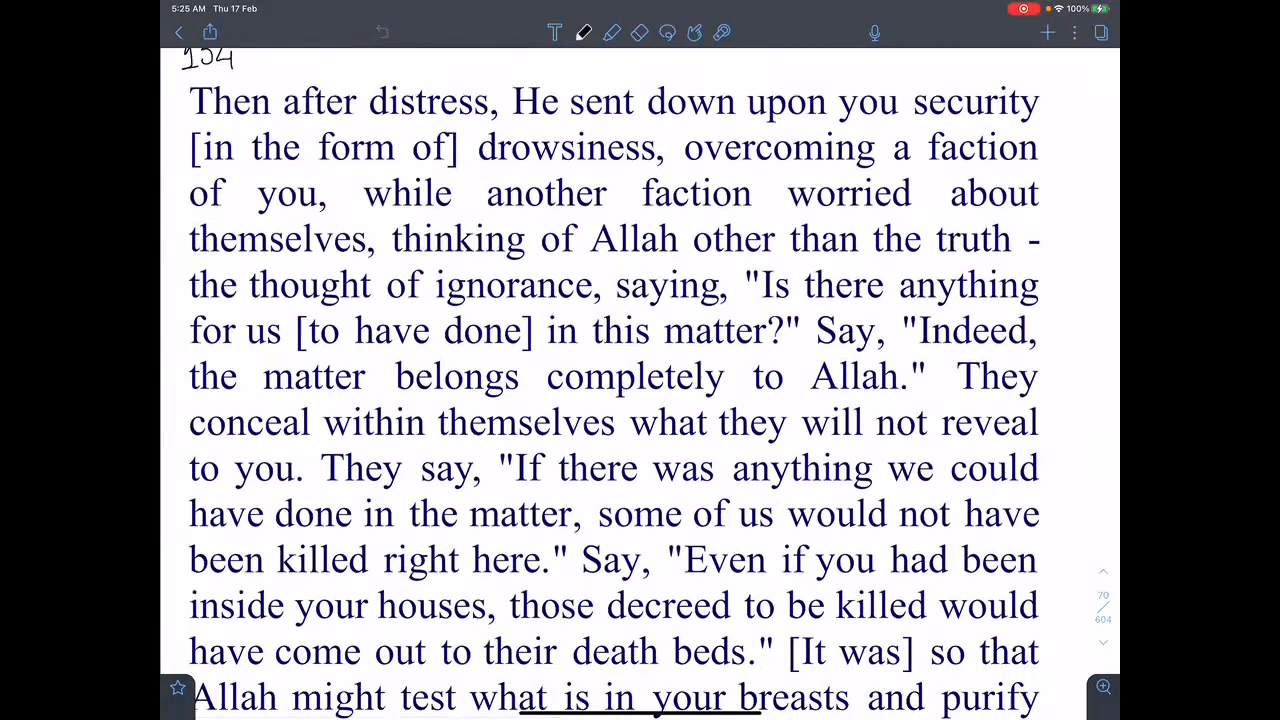 5:25 AM Thu 17 Feb
100%
154
Then after distress, He sent down upon you security
[in the form of] drowsiness, overcoming a faction
of you, while another faction worried about
themselves, thinking of Allah other than the truth -
the thought of ignorance, saying, "Is there anything
for us [to have done] in this matter?" Say, "Indeed,
the matter belongs completely to Allah." They
conceal within themselves what they will not reveal
to you. They say, "If there was anything we could
have done in the matter, some of us would not have
been killed right here." Say, "Even if you had been
inside your houses, those decreed to be killed would
have come out to their death beds." [It was] so that
Allah might test what is in your breasts and purify
70
/
604